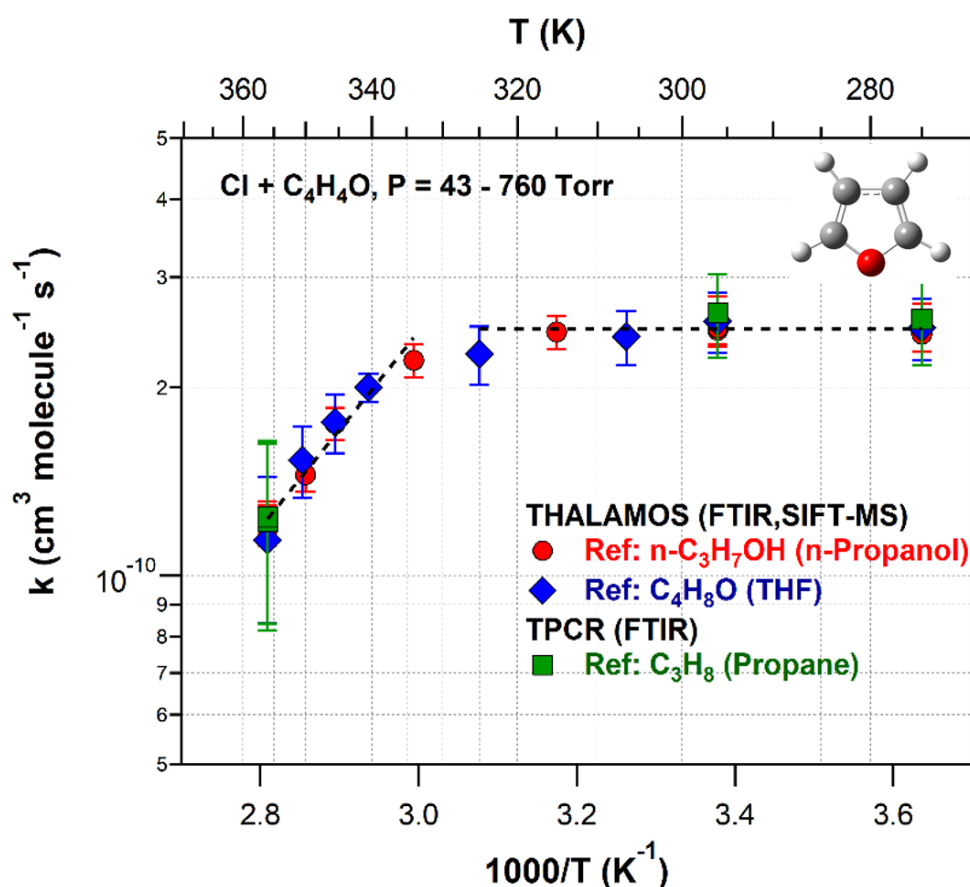 T (K)
360 340 320 300 280
Cl + C₄H₄O, P = 43 - 760 Torr
k (cm³ molecule⁻¹ s⁻¹)
5
4
3
2
10⁻¹⁰
9
8
7
6
5
THALAMOS (FTIR,SIFT-MS)
Ref: n-C₃H₇OH (n-Propanol)
Ref: C₄H₈O (THF)
TPCR (FTIR)
Ref: C₃H₈ (Propane)
2.8 3.0 3.2 3.4 3.6
1000/T (K⁻¹)